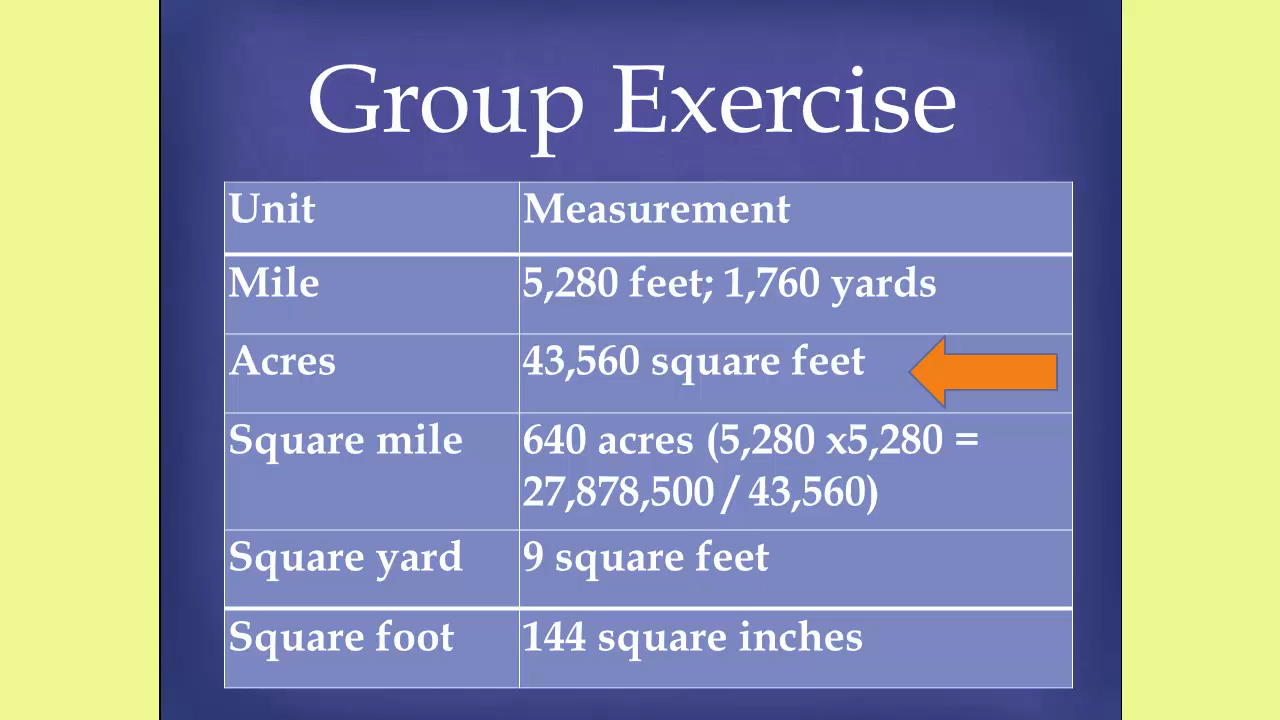 Group Exercise
Unit Measurement
Mile 5,280 feet; 1,760 yards
Acres 43,560 square feet
Square mile 640 acres (5,280 x5,280 =
27,878,500 / 43,560)
Square yard 9 square feet
Square foot 144 square inches